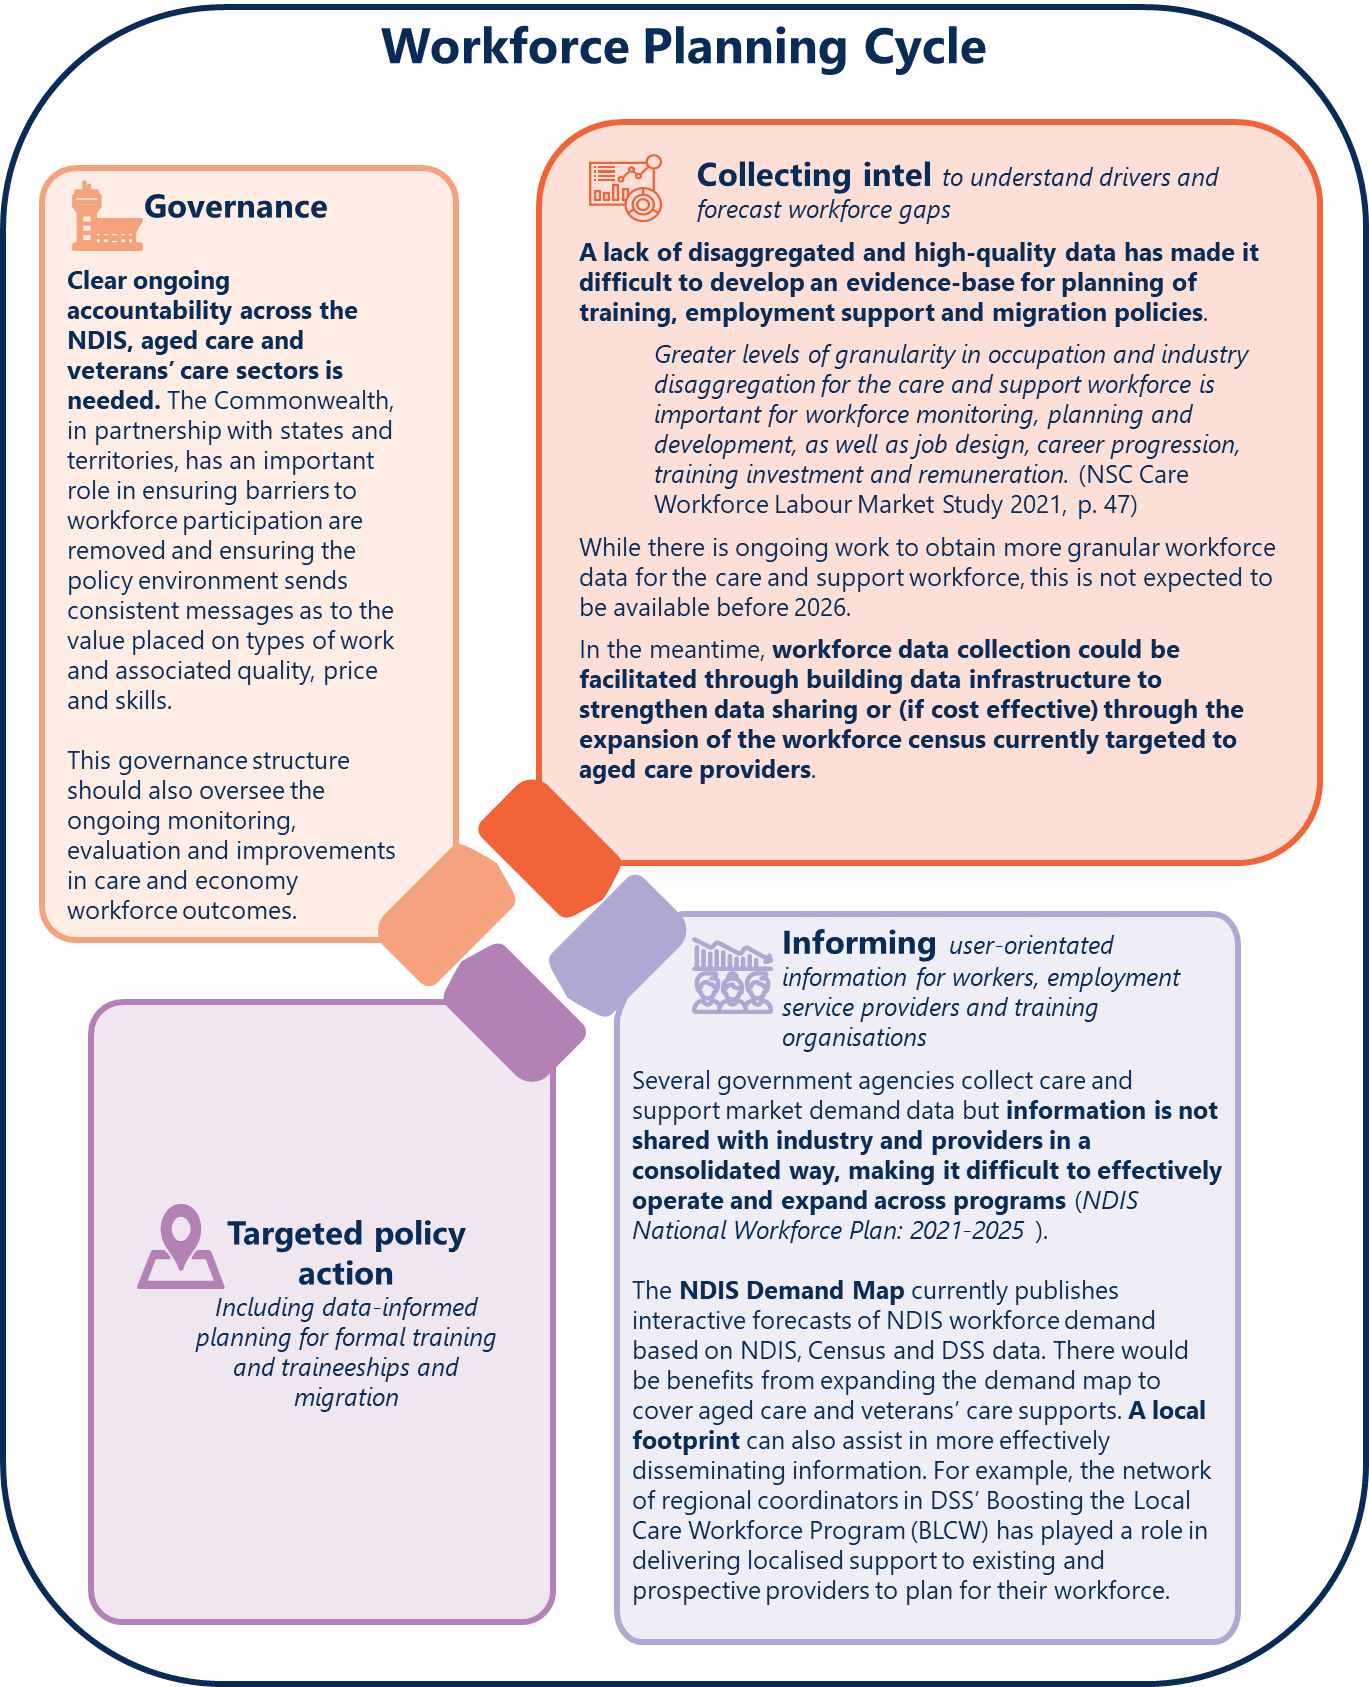 Workforce Planning Cycle
Governance
Clear ongoing
accountability across the
NDIS, aged care and
veterans’ care sectors is
needed. The Commonwealth,
in partnership with states and
territories, has an important
role in ensuring barriers to
workforce participation are
removed and ensuring the
policy environment sends
consistent messages as to the
value placed on types of work
and associated quality, price
and skills.
This governance structure
should also oversee the
ongoing monitoring,
evaluation and improvements
in care and economy
workforce outcomes.
Collecting intel to understand drivers and
forecast workforce gaps
A lack of disaggregated and high-quality data has made it
difficult to develop an evidence-base for planning of
training, employment support and migration policies.
Greater levels of granularity in occupation and industry
disaggregation for the care and support workforce is
important for workforce monitoring, planning and
development, as well as job design, career progression,
training investment and remuneration. (NSC Care
Workforce Labour Market Study 2021, p. 47)
While there is ongoing work to obtain more granular workforce
data for the care and support workforce, this is not expected to
be available before 2026.
In the meantime, workforce data collection could be
facilitated through building data infrastructure to
strengthen data sharing or (if cost effective) through the
expansion of the workforce census currently targeted to
aged care providers.
Informing user-orientated
information for workers, employment
service providers and training
organisations
Several government agencies collect care and
support market demand data but information is not
shared with industry and providers in a
consolidated way, making it difficult to effectively
operate and expand across programs (NDIS
National Workforce Plan: 2021-2025 ).
The NDIS Demand Map currently publishes
interactive forecasts of NDIS workforce demand
based on NDIS, Census and DSS data. There would
be benefits from expanding the demand map to
cover aged care and veterans’ care supports. A local
footprint can also assist in more effectively
disseminating information. For example, the network
of regional coordinators in DSS’ Boosting the Local
Care Workforce Program (BLCW) has played a role in
delivering localised support to existing and
prospective providers to plan for their workforce.
Targeted policy
action
Including data-informed
planning for formal training
and traineeships and
migration